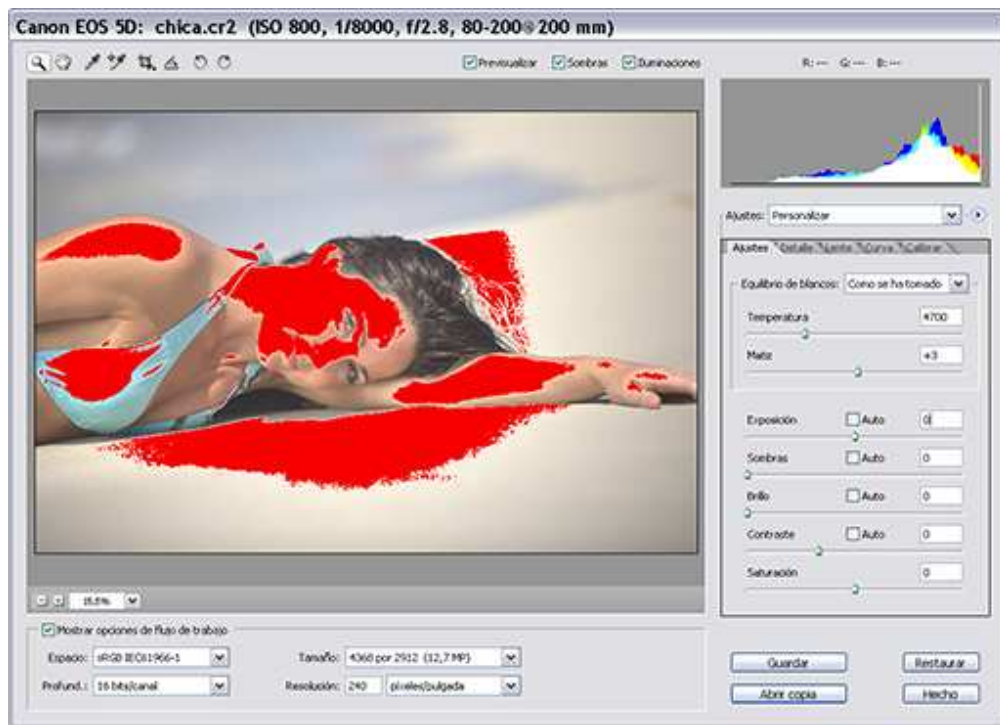 Canon EOS 5D: chica.cr2 (ISO 800, 1/8000, f/2.8, 80-200@200 mm)
Previsualizar Sombras Iluminaciones
R: --- G: --- B: ---
Ajustes: Personalizar
Ajustes Detalle Lente Curva Calibrar
Equilibrio de blancos: Como se ha tomado
Temperatura 4700
Matiz +3
Exposición Auto 0
Sombras Auto 0
Brillo Auto 0
Contraste Auto 0
Saturación 0
15,5%
Mostrar opciones de flujo de trabajo
Espacio: sRGB IEC61966-1
Tamaño: 4368 por 2912 (12,7 MP)
Profund.: 16 bits/canal
Resolución: 240 píxeles/pulgada
Guardar Restaurar
Abrir copia Hecho